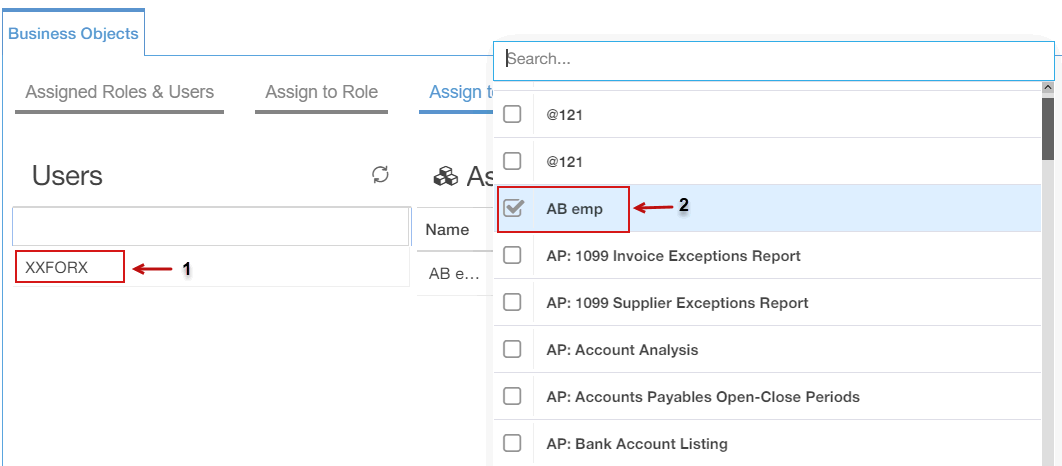 Business Objects
Search...
Assigned Roles & Users
Assign to Role
Assign to
@121
@121
Users
As
AB emp
2
Name
XXFORX
1
AB e...
AP: 1099 Invoice Exceptions Report
AP: 1099 Supplier Exceptions Report
AP: Account Analysis
AP: Accounts Payables Open-Close Periods
AP: Bank Account Listing